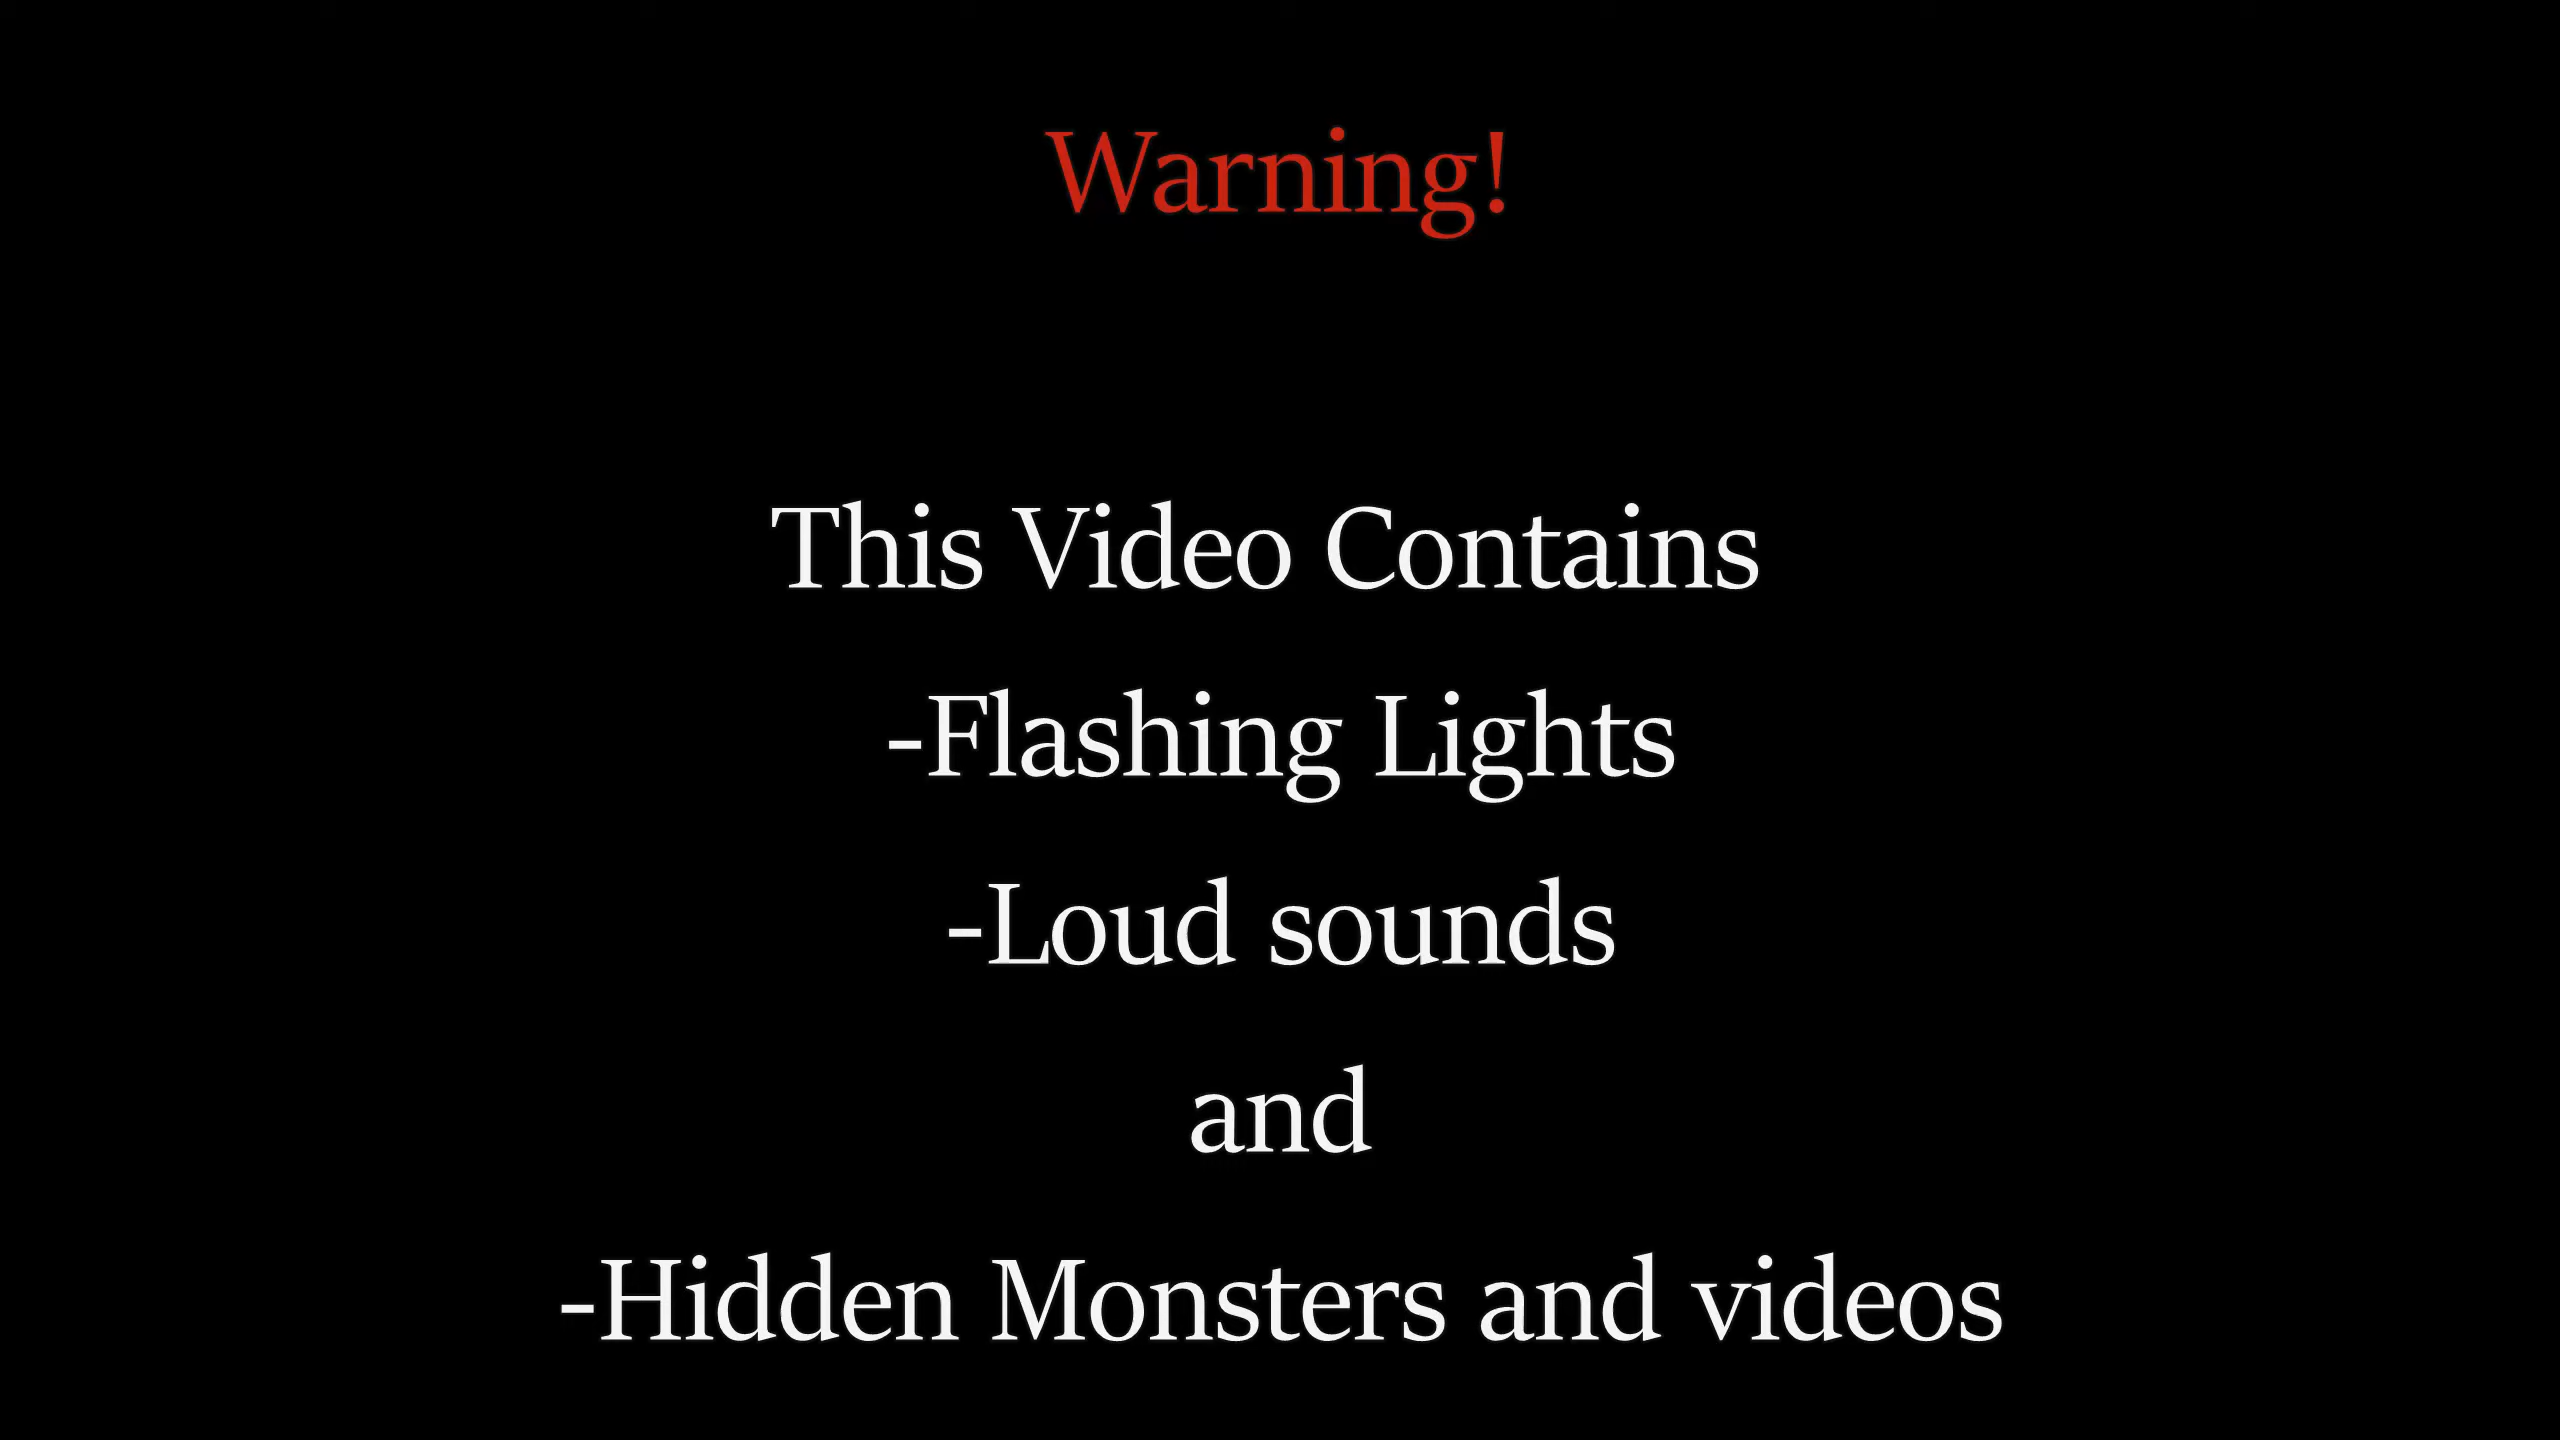 Warning!
This Video Contains
-Flashing Lights
-Loud sounds
and
-Hidden Monsters and videos